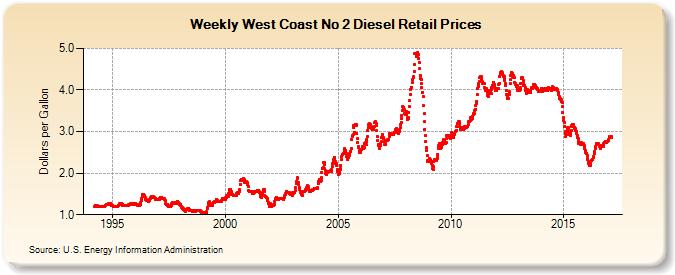 Weekly West Coast No 2 Diesel Retail Prices
Dollars per Gallon
5.0
4.0
3.0
2.0
1.0
1995 2000 2005 2010 2015
Source: U.S. Energy Information Administration